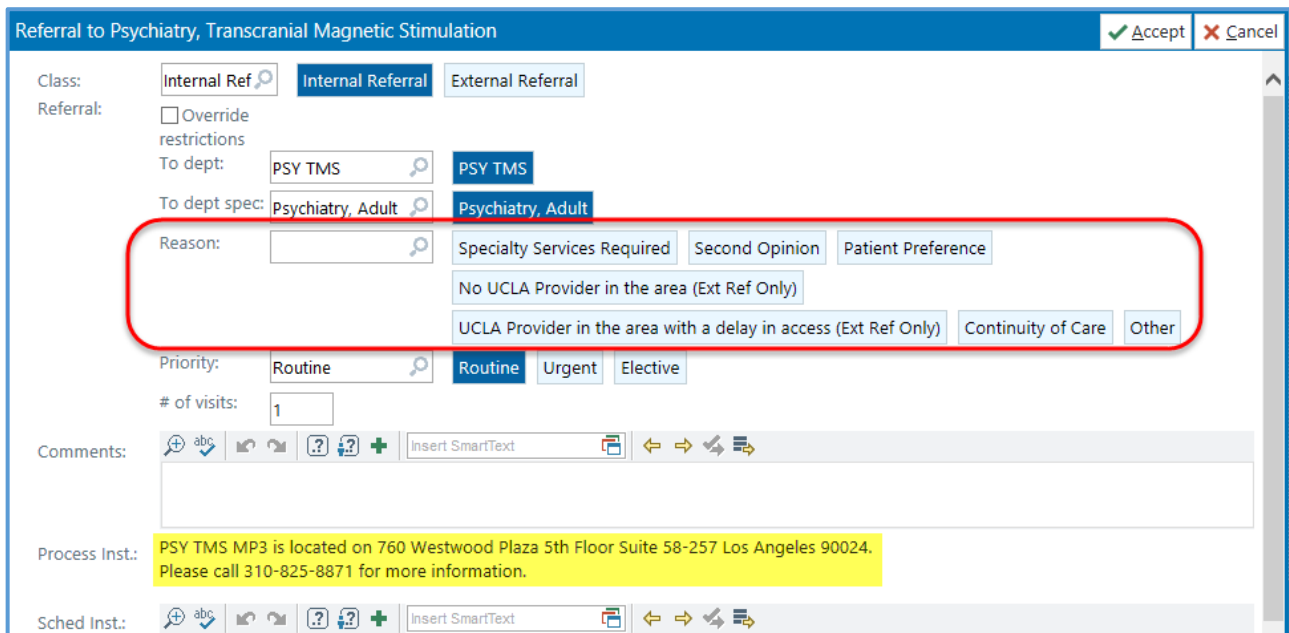 Referral to Psychiatry, Transcranial Magnetic Stimulation Accept Cancel
Class: Internal Ref Internal Referral External Referral
Referral: Override
restrictions
To dept: PSY TMS PSY TMS
To dept spec: Psychiatry, Adult Psychiatry, Adult
Reason: Specialty Services Required Second Opinion Patient Preference
No UCLA Provider in the area (Ext Ref Only)
UCLA Provider in the area with a delay in access (Ext Ref Only) Continuity of Care Other
Priority: Routine Routine Urgent Elective
# of visits: 1
Comments: abc Insert SmartText
Process Inst.: PSY TMS MP3 is located on 760 Westwood Plaza 5th Floor Suite 58-257 Los Angeles 90024.
Please call 310-825-8871 for more information.
Sched Inst.: abc Insert SmartText